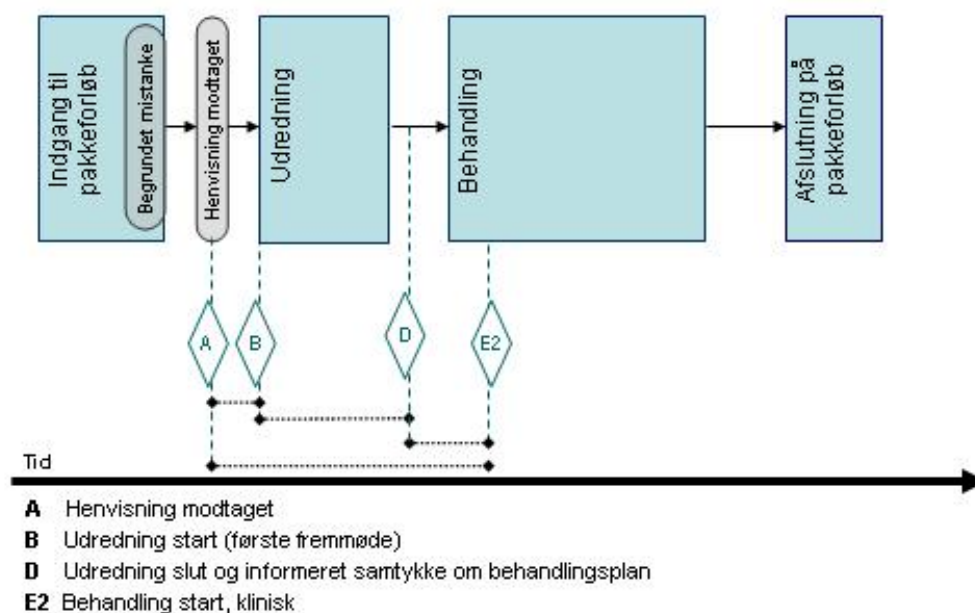 Indgang til
pakkeforløb
Begrundet mistanke
Henvisning modtaget
Udredning
Behandling
Afslutning på
pakkeforløb
A
B
D
E2
Tid
A Henvisning modtaget
B Udredning start (første fremmøde)
D Udredning slut og informeret samtykke om behandlingsplan
E2 Behandling start, klinisk